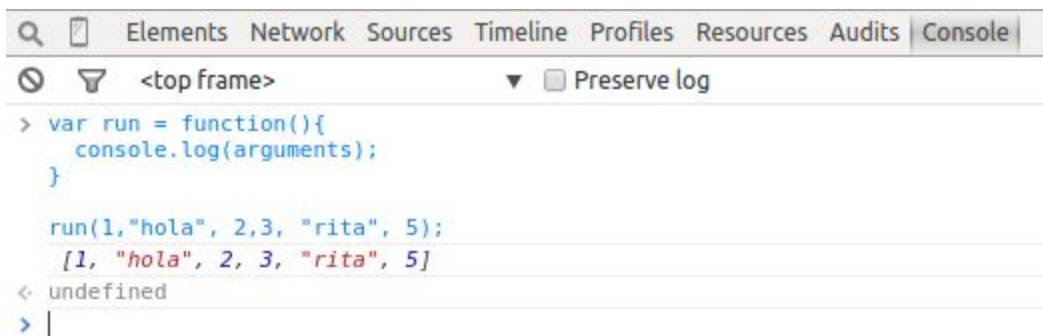 Elements Network Sources Timeline Profiles Resources Audits Console
<top frame> ▼ Preserve log
> var run = function(){
console.log(arguments);
}
run(1,"hola", 2,3, "rita", 5);
[1, "hola", 2, 3, "rita", 5]
undefined
>